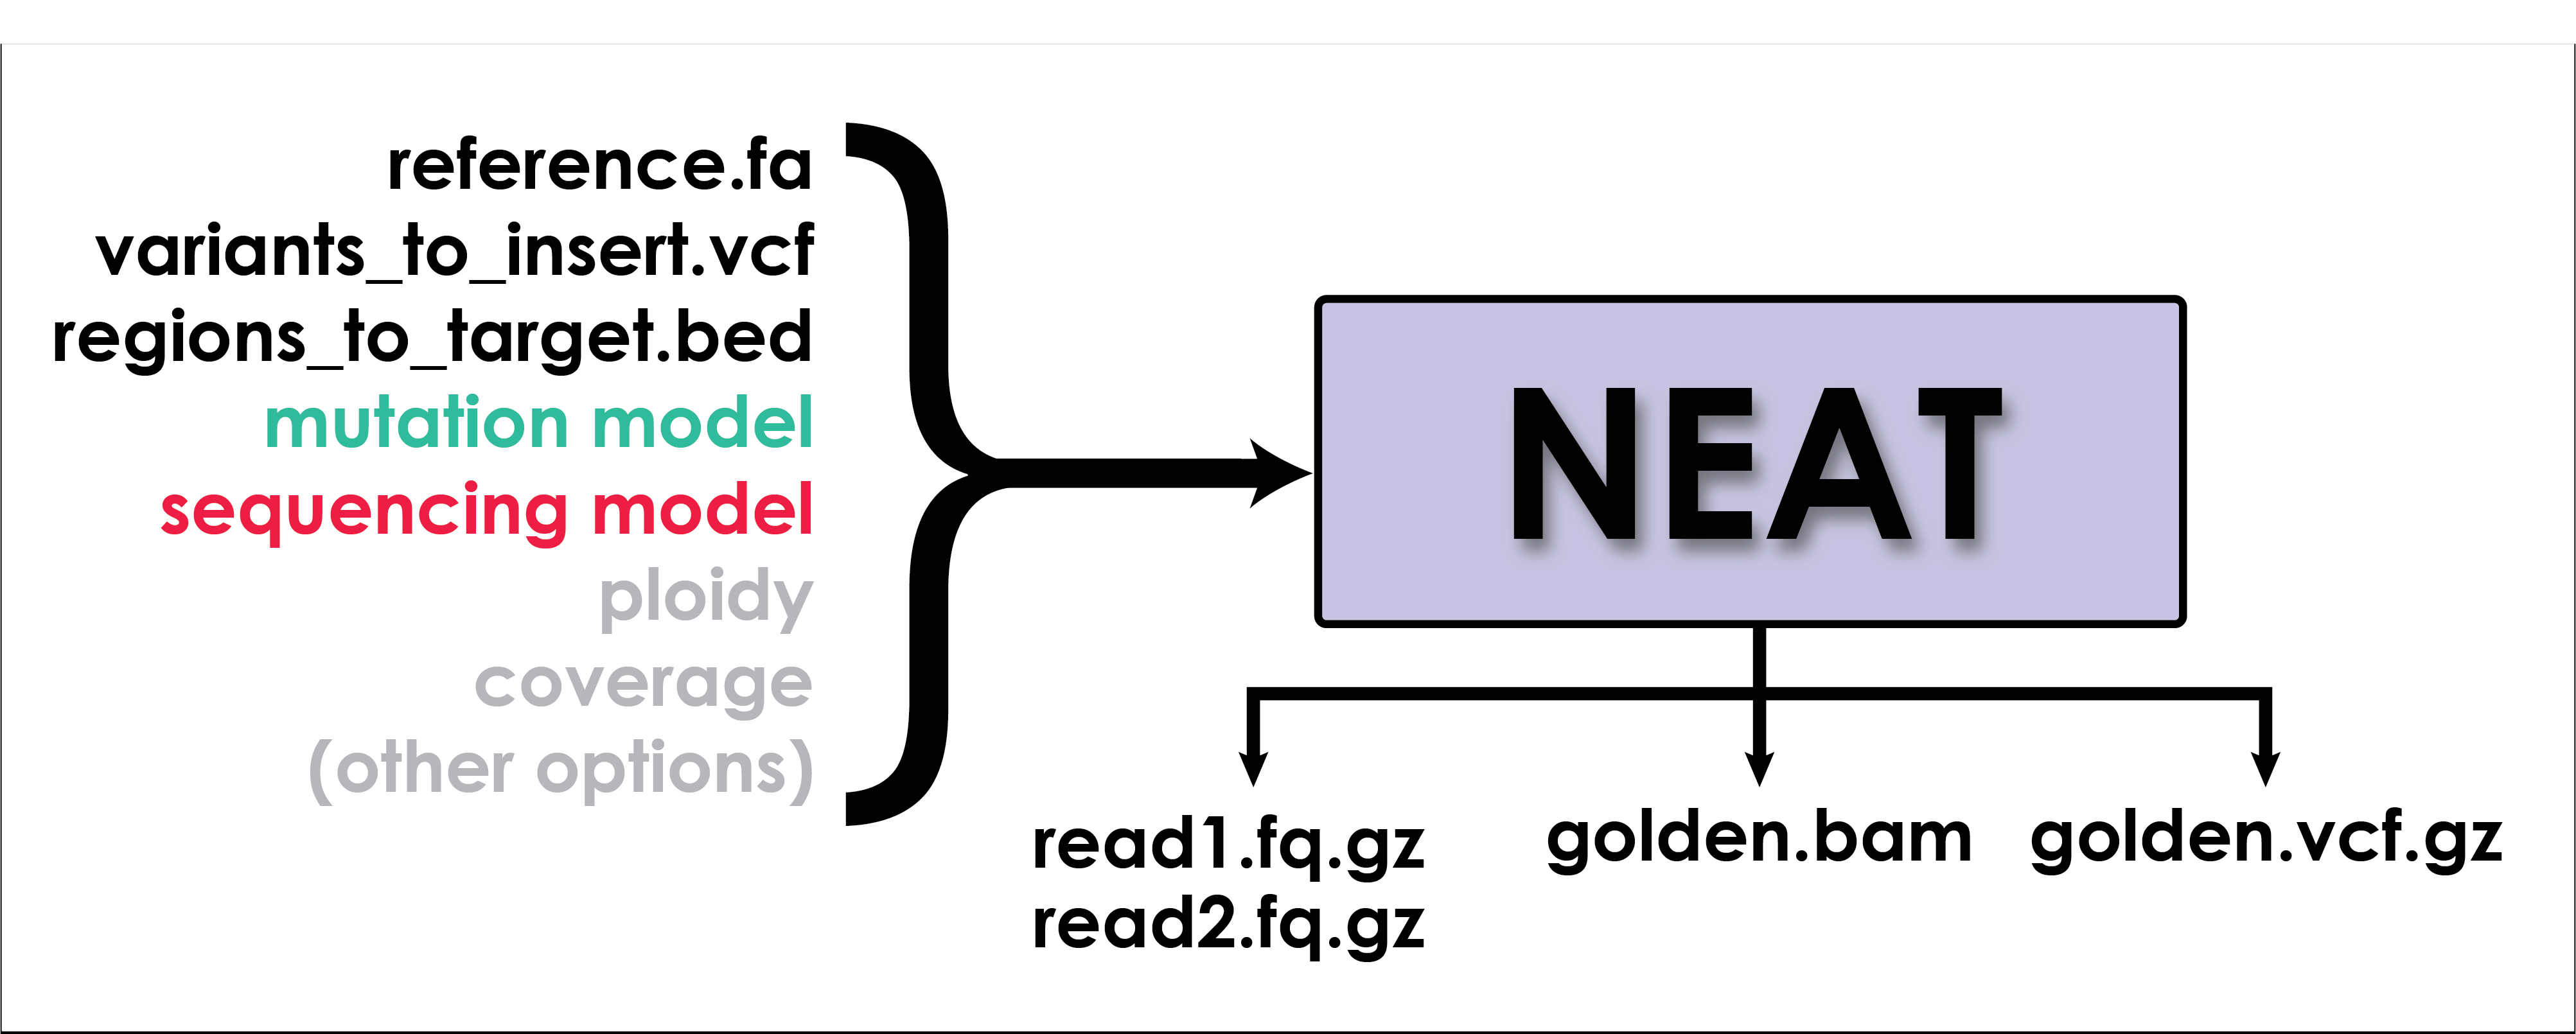 reference.fa
variants_to_insert.vcf
regions_to_target.bed
mutation model
sequencing model
ploidy
coverage
(other options)
NEAT
read1.fq.gz
read2.fq.gz
golden.bam
golden.vcf.gz